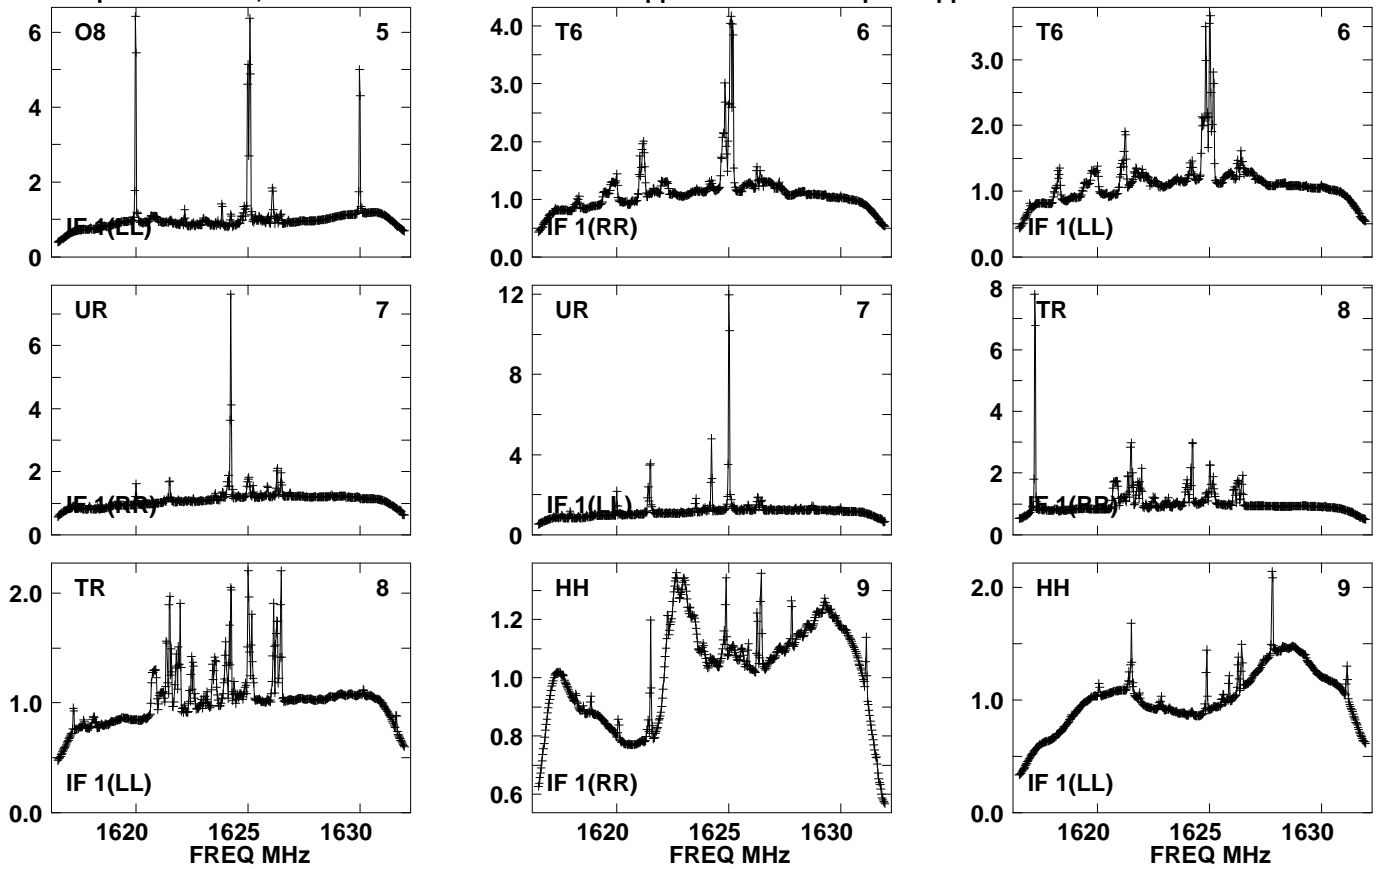 O8 5
6
4
2
0
IF 1(LL)
T6 6
4.0
3.0
2.0
1.0
0.0
IF 1(RR)
T6 6
3.0
2.0
1.0
0.0
IF 1(LL)
UR 7
6
4
2
0
IF 1(RR)
UR 7
12
8
4
0
IF 1(LL)
TR 8
8
6
4
2
0
IF 1(RR)
TR 8
2.0
1.0
0.0
IF 1(LL)
1620 1625 1630
FREQ MHz
HH 9
1.2
1.0
0.8
0.6
IF 1(RR)
1620 1625 1630
FREQ MHz
HH 9
2.0
1.0
0.0
IF 1(LL)
1620 1625 1630
FREQ MHz